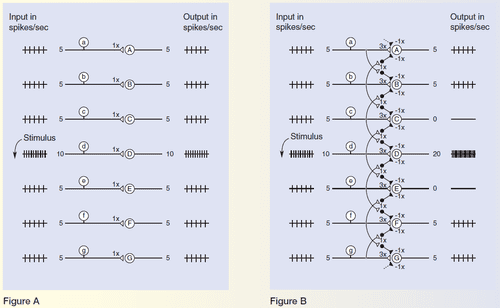 Input in
spikes/sec
Output in
spikes/sec
5 a 1x A 5
5 b 1x B 5
5 c 1x C 5
Stimulus
10 d 1x D 10
5 e 1x E 5
5 f 1x F 5
5 g 1x G 5
Figure A
Input in
spikes/sec
Output in
spikes/sec
-1x
5 a 3x A 5
1x -1x
-1x
5 b 3x B 5
1x -1x
-1x
5 c 3x C 0
Stimulus
1x -1x
-1x
10 d 3x D 20
1x -1x
-1x
5 e 3x E 0
1x -1x
-1x
5 f 3x F 5
1x -1x
-1x
5 g 3x G 5
-1x
Figure B